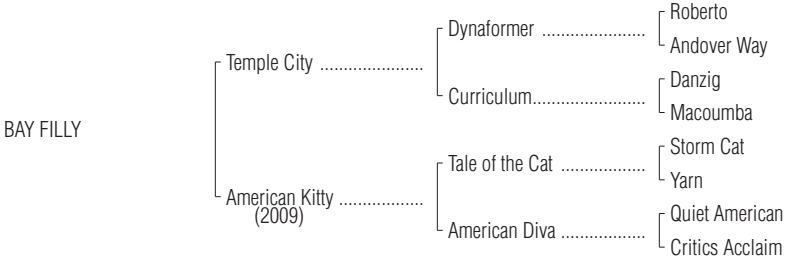 Roberto
Dynaformer ......................
Andover Way
Temple City ......................
Danzig
Curriculum........................
Macoumba
BAY FILLY
Storm Cat
Tale of the Cat ..................
Yarn
American Kitty ..................
(2009)
Quiet American
American Diva ..................
Critics Acclaim